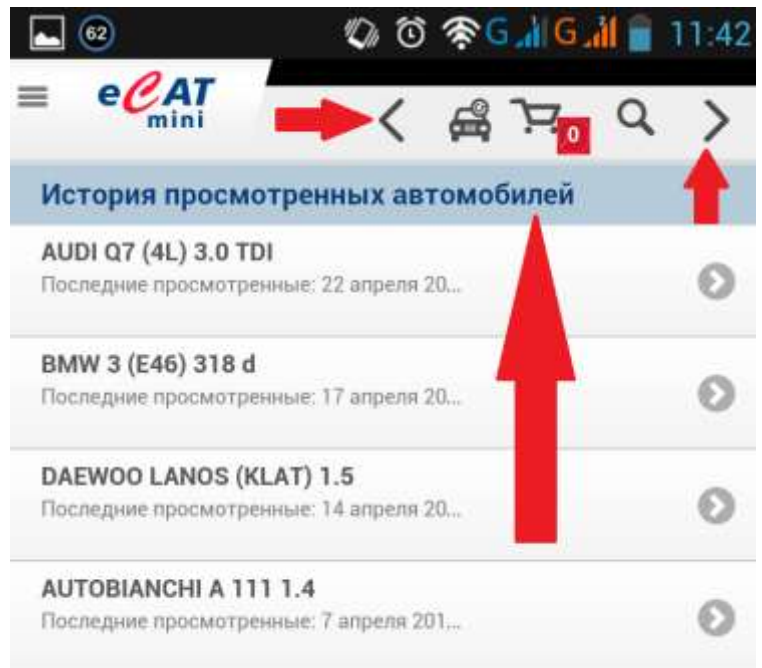 62
G G 11:42
eCAT
mini
0
История просмотренных автомобилей
AUDI Q7 (4L) 3.0 TDI
Последние просмотренные: 22 апреля 20...
BMW 3 (E46) 318 d
Последние просмотренные: 17 апреля 20...
DAEWOO LANOS (KLAT) 1.5
Последние просмотренные: 14 апреля 20...
AUTOBIANCHI A 111 1.4
Последние просмотренные: 7 апреля 201...